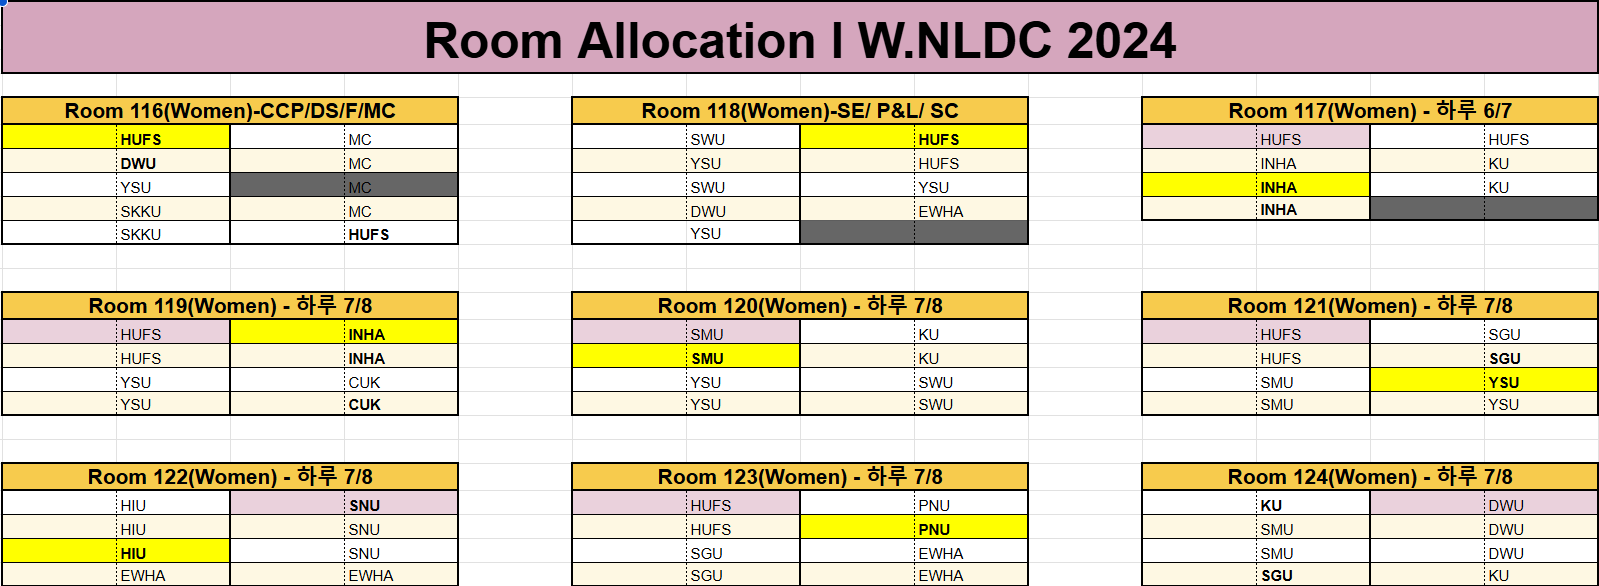 Room Allocation I W.NLDC 2024
Room 116(Women)-CCP/DS/F/MC
HUFS MC
DWU MC
YSU MC
SKKU MC
SKKU HUFS
Room 118(Women)-SE/ P&L/ SC
SWU HUFS
YSU HUFS
SWU YSU
DWU EWHA
YSU
Room 117(Women) - 하루 6/7
HUFS HUFS
INHA KU
INHA KU
INHA
Room 119(Women) - 하루 7/8
HUFS INHA
HUFS INHA
YSU CUK
YSU CUK
Room 120(Women) - 하루 7/8
SMU KU
SMU KU
YSU SWU
YSU SWU
Room 121(Women) - 하루 7/8
HUFS SGU
HUFS SGU
SMU YSU
SMU YSU
Room 122(Women) - 하루 7/8
HIU SNU
HIU SNU
HIU SNU
EWHA EWHA
Room 123(Women) - 하루 7/8
HUFS PNU
HUFS PNU
SGU EWHA
SGU EWHA
Room 124(Women) - 하루 7/8
KU DWU
SMU DWU
SMU DWU
SGU KU